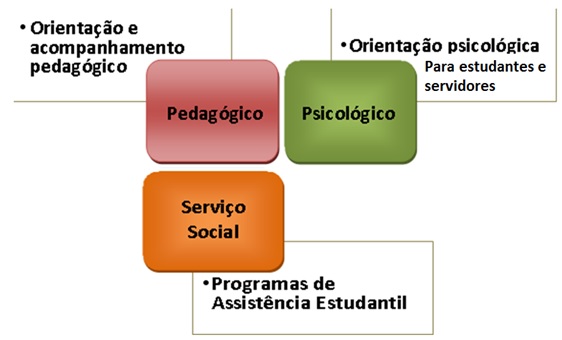 • Orientação e
acompanhamento
pedagógico
• Orientação psicológica
Para estudantes e
servidores
Pedagógico
Psicológico
Serviço
Social
• Programas de
Assistência Estudantil